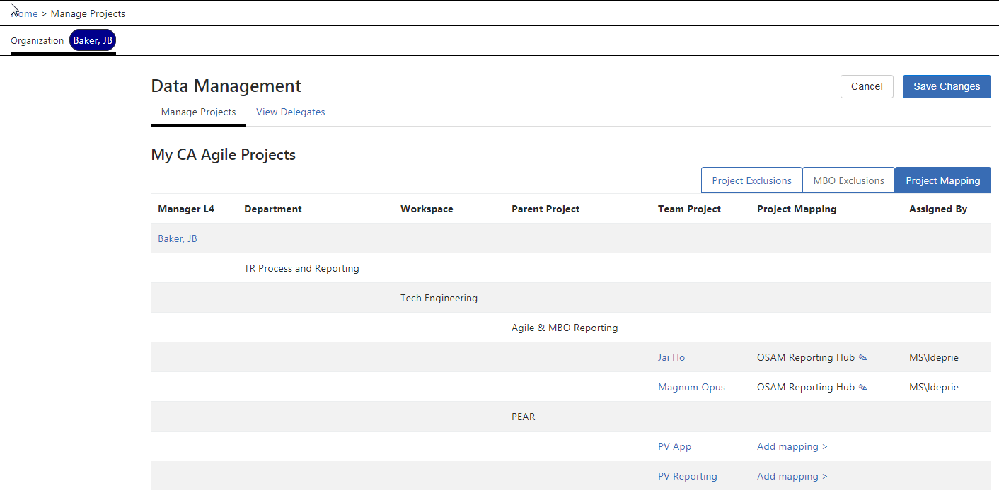 Home > Manage Projects
Organization Baker, JB
Data Management Cancel Save Changes
Manage Projects View Delegates
My CA Agile Projects
Project Exclusions MBO Exclusions Project Mapping
Manager L4 Department Workspace Parent Project Team Project Project Mapping Assigned By
Baker, JB
TR Process and Reporting
Tech Engineering
Agile & MBO Reporting
Jai Ho OSAM Reporting Hub MS\ldeprie
Magnum Opus OSAM Reporting Hub MS\ldeprie
PEAR
PV App Add mapping >
PV Reporting Add mapping >